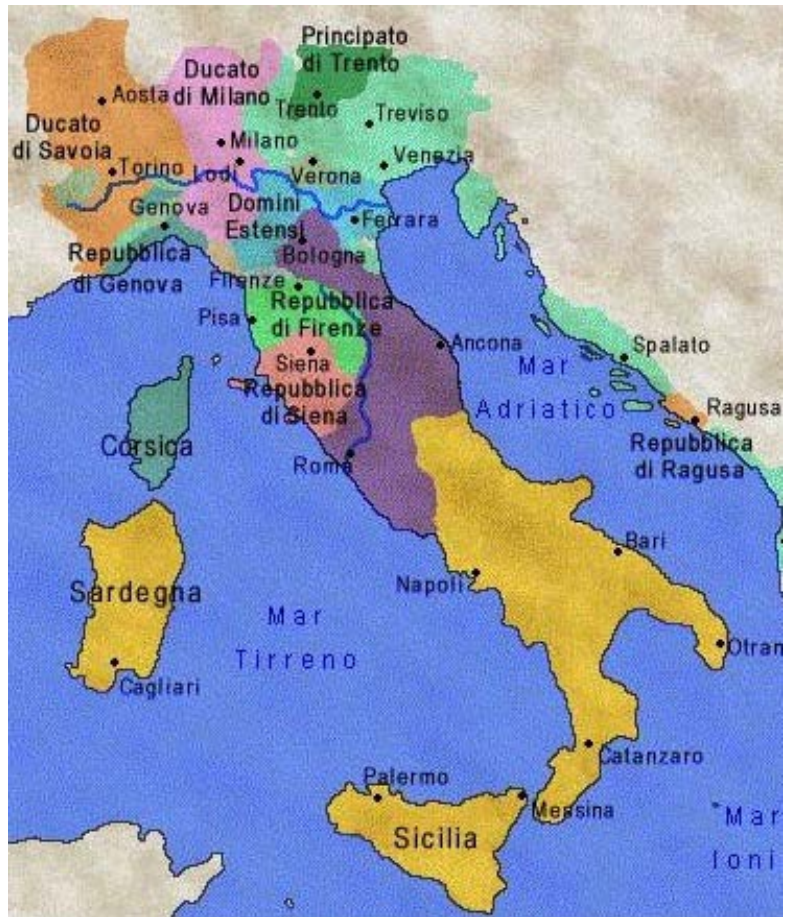 Principato
di Trento
Ducato
di Milano
Aosta
Trento
Treviso
Ducato
di Savoia
Milano
Torino
Lodi
Verona
Venezia
Genova
Domini
Estensi
Ferrara
Repubblica
di Genova
Bologna
Firenze
Repubblica
di Firenze
Pisa
Ancona
Siena
Repubblica
di Siena
Mar
Adriatico
Spalato
Ragusa
Repubblica
di Ragusa
Corsica
Roma
Bari
Napoli
Sardegna
Mar
Tirreno
Otran
Cagliari
Catanzaro
Palermo
Messina
Sicilia
Mar
Ioni